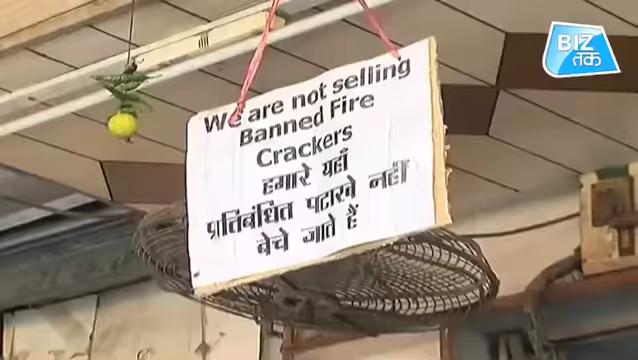 BIZ
तक
We are not selling
Banned Fire
Crackers
हमारे यहाँ
प्रतिबंधित पटाखे नहीं
बेचे जाते हैं